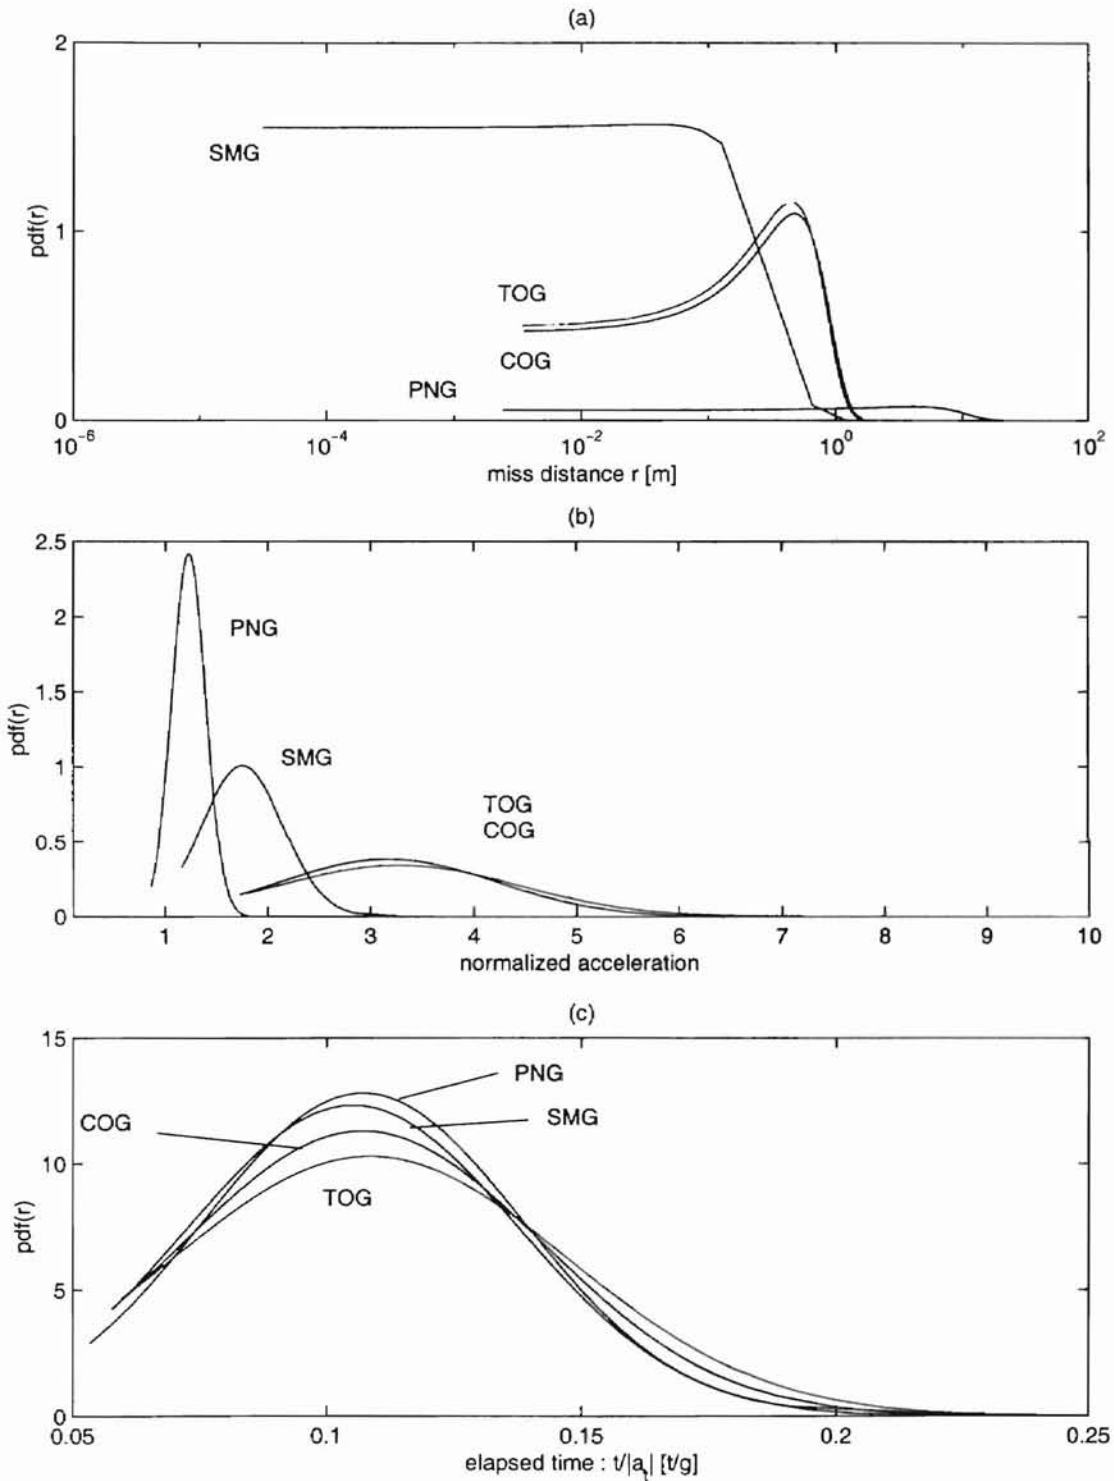 (a)
2
SMG
pdf(r)
1
TOG
COG
PNG
0
10^-6 10^-4 10^-2 10^0 10^2
miss distance r [m]
(b)
2.5
PNG
2
pdf(r)
1.5
SMG
1
TOG
COG
0.5
0
1 2 3 4 5 6 7 8 9 10
normalized acceleration
(c)
15
PNG
COG
SMG
10
TOG
pdf(r)
5
0
0.05 0.1 0.15 0.2 0.25
elapsed time : t/|a_t| [t/g]